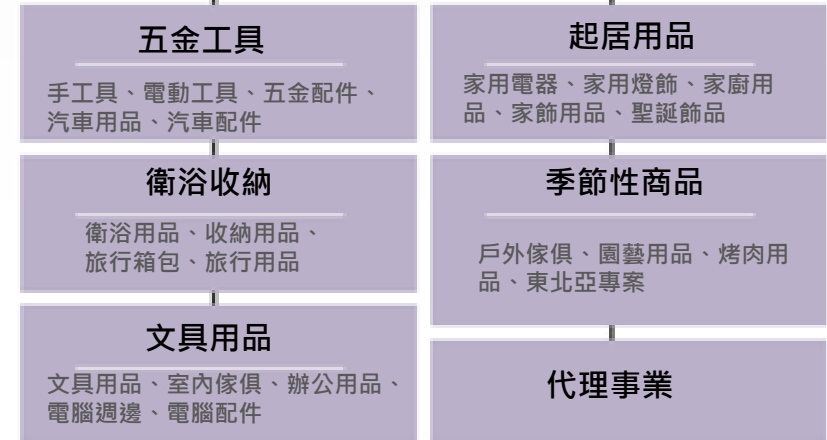 五金工具
手工具、電動工具、五金配件、
汽車用品、汽車配件
衛浴收納
衛浴用品、收納用品、
旅行箱包、旅行用品
文具用品
文具用品、室內傢俱、辦公用品、
電腦週邊、電腦配件
起居用品
家用電器、家用燈飾、家廚用
品、家飾用品、聖誕飾品
季節性商品
戶外傢俱、園藝用品、烤肉用
品、東北亞專案
代理事業